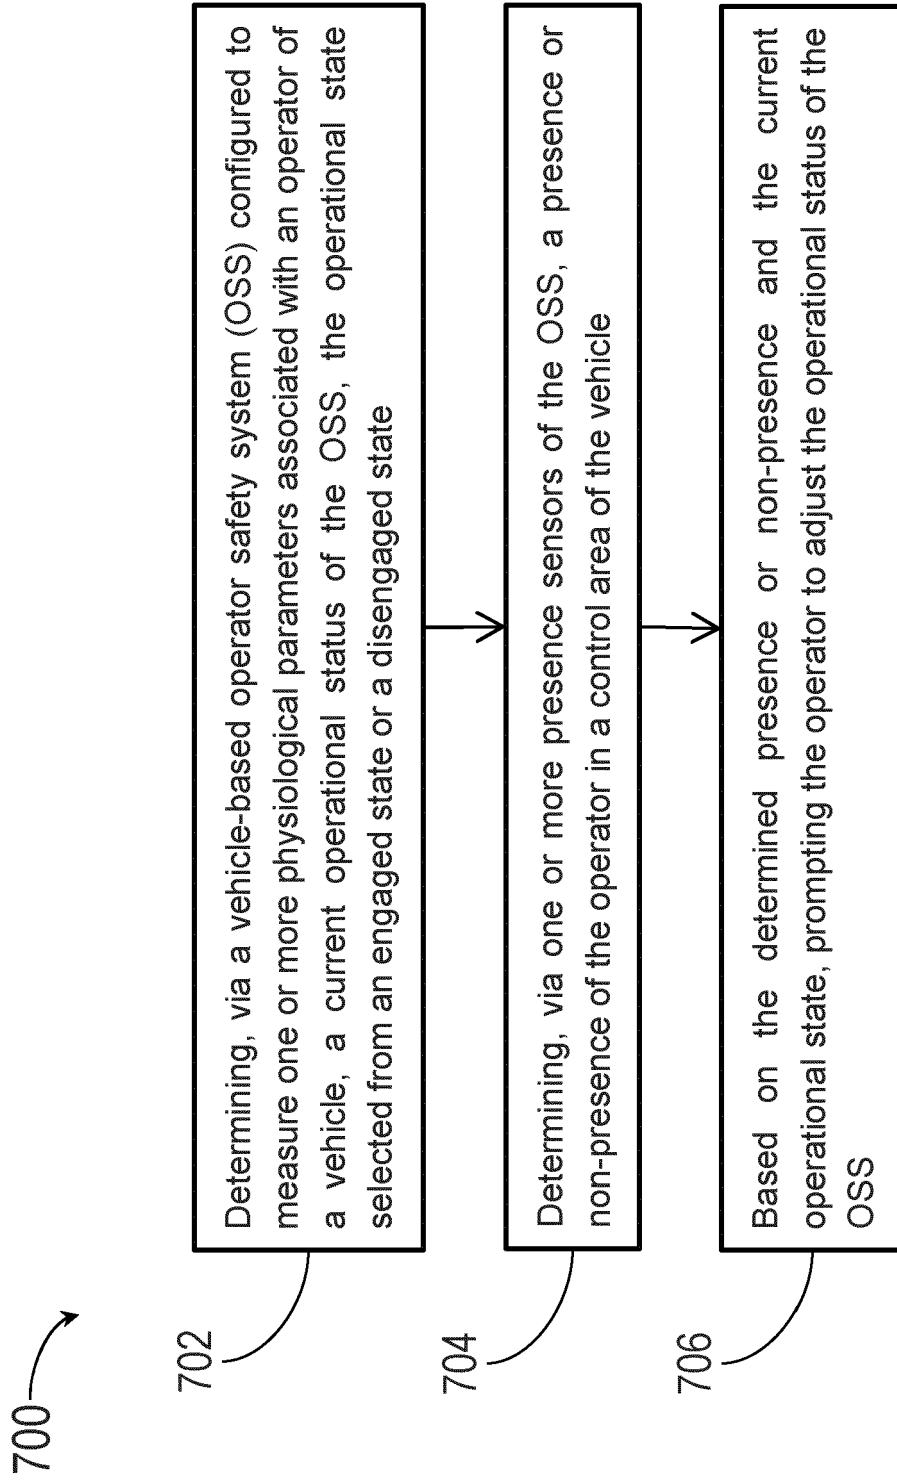 700
702
Determining, via a vehicle-based operator safety system (OSS) configured to
measure one or more physiological parameters associated with an operator of
a vehicle, a current operational status of the OSS, the operational state
selected from an engaged state or a disengaged state
704
Determining, via one or more presence sensors of the OSS, a presence or
non-presence of the operator in a control area of the vehicle
706
Based on the determined presence or non-presence and the current
operational state, prompting the operator to adjust the operational status of the
OSS